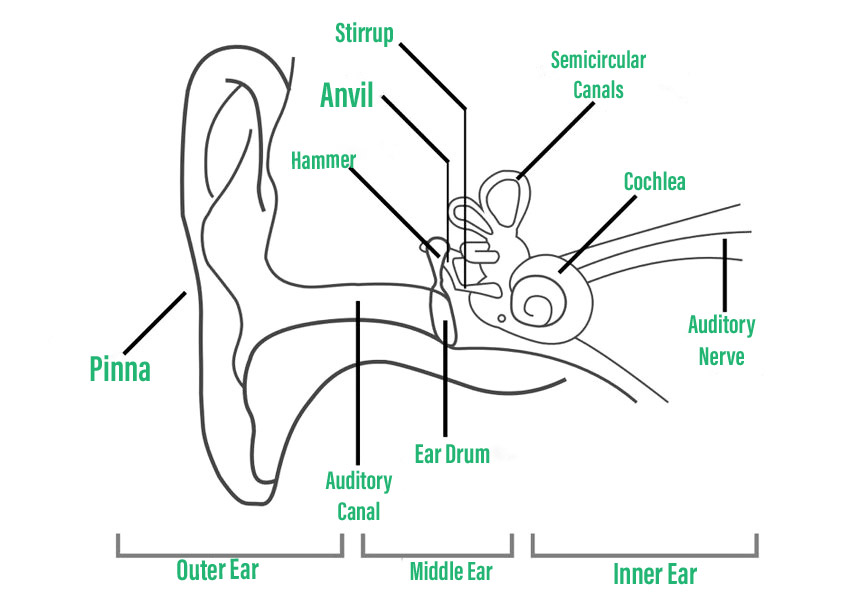 Stirrup
Semicircular
Canals
Anvil
Hammer
Cochlea
Auditory
Nerve
Pinna
Ear Drum
Auditory
Canal
Outer Ear
Middle Ear
Inner Ear